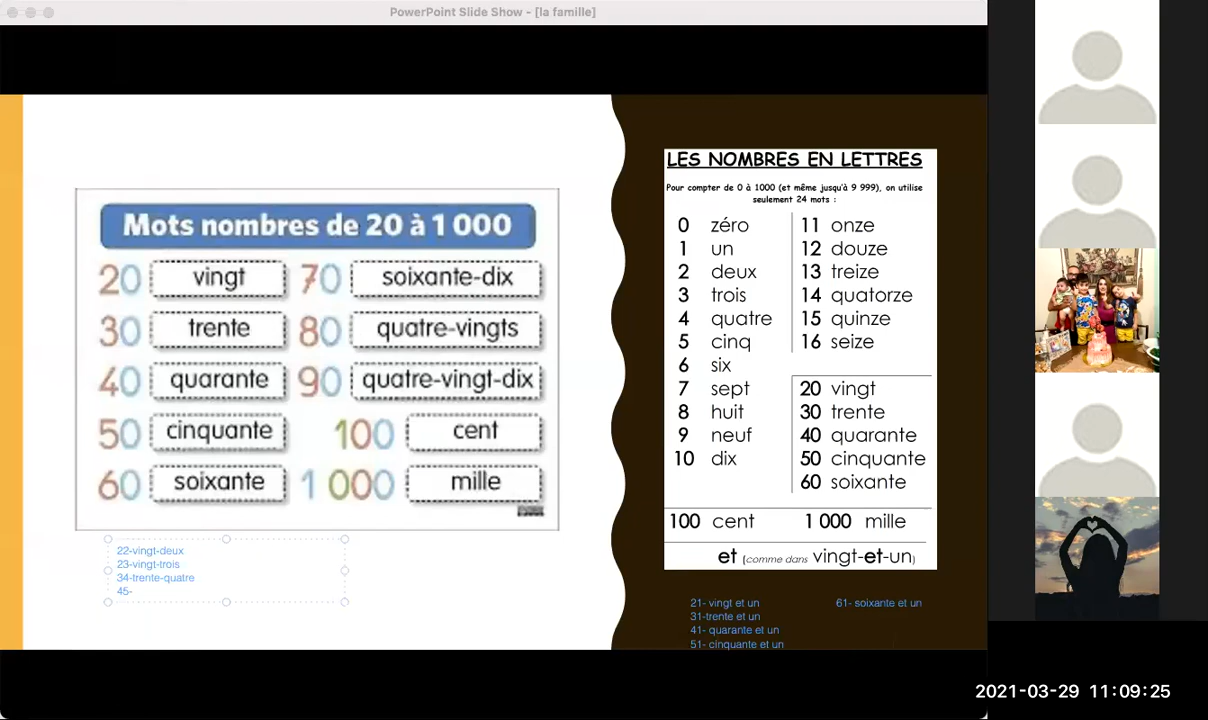 PowerPoint Slide Show - [la famille]
Mots nombres de 20 à 1 000
20 vingt
30 trente
40 quarante
50 cinquante
60 soixante
70 soixante-dix
80 quatre-vingts
90 quatre-vingt-dix
100 cent
1 000 mille
22-vingt-deux
23-vingt-trois
34-trente-quatre
45-
LES NOMBRES EN LETTRES
Pour compter de 0 à 1000 (et même jusqu'à 9 999), on utilise
seulement 24 mots :
0 zéro
1 un
2 deux
3 trois
4 quatre
5 cinq
6 six
7 sept
8 huit
9 neuf
10 dix
11 onze
12 douze
13 treize
14 quatorze
15 quinze
16 seize
20 vingt
30 trente
40 quarante
50 cinquante
60 soixante
100 cent
1 000 mille
et (comme dans vingt-et-un)
21- vingt et un
31-trente et un
41- quarante et un
51- cinquante et un
61- soixante et un
2021-03-29 11:09:25